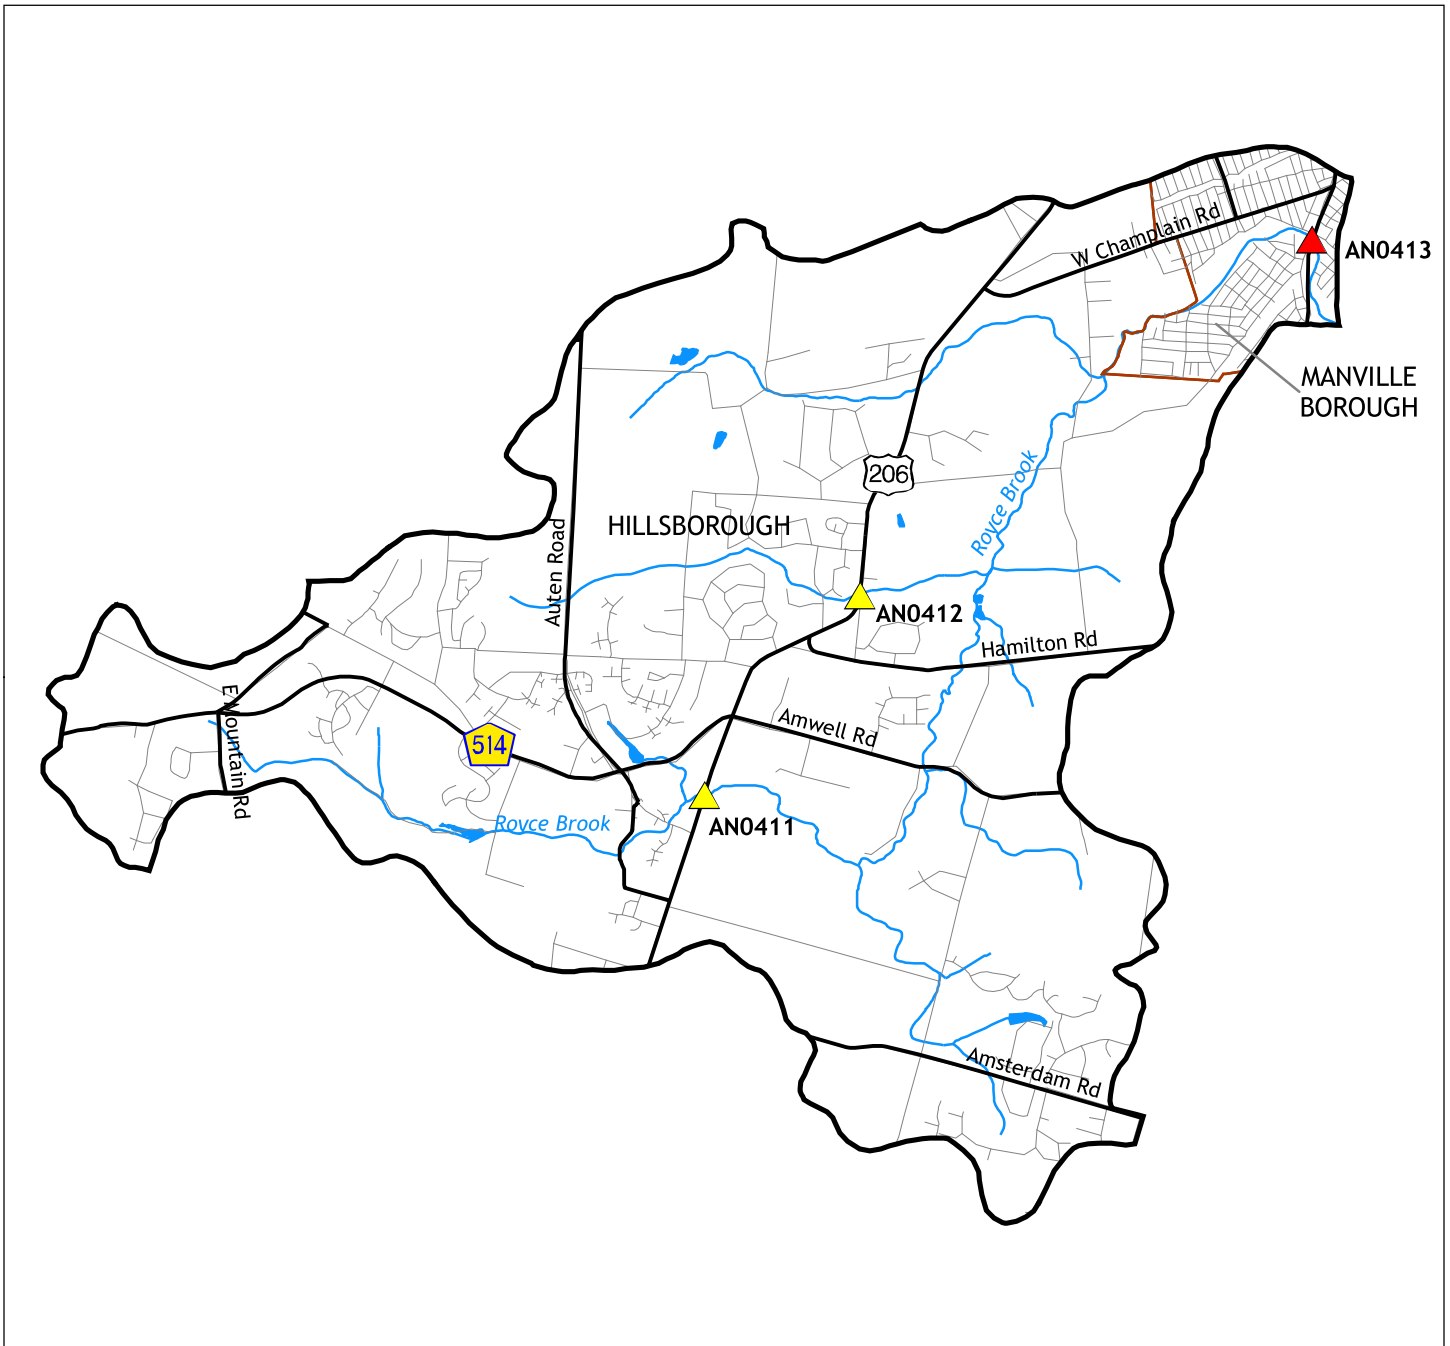 W Champlain Rd
AN0413
MANVILLE
BOROUGH
206
Royce Brook
HILLSBOROUGH
Auten Road
AN0412
Hamilton Rd
E Mountain Rd
Amwell Rd
514
Royce Brook
AN0411
Amsterdam Rd